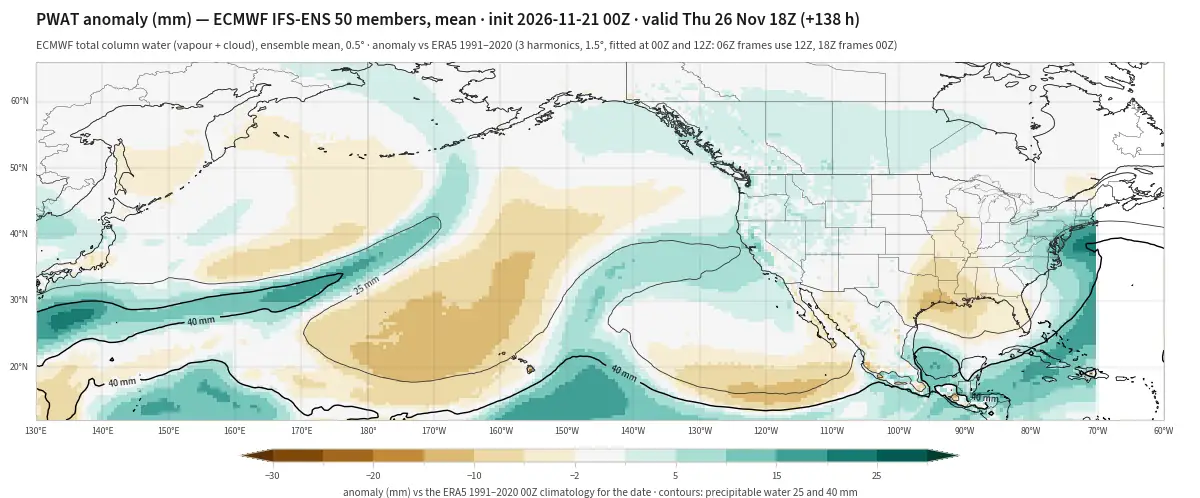 PWAT anomaly (mm) — ECMWF IFS-ENS 50 members, mean · init 2026-11-21 00Z · valid Thu 26 Nov 18Z (+138 h)
ECMWF total column water (vapour + cloud), ensemble mean, 0.5° · anomaly vs ERA5 1991–2020 (3 harmonics, 1.5°, fitted at 00Z and 12Z: 06Z frames use 12Z, 18Z frames 00Z)
60°N
50°N
40°N
30°N
20°N
25 mm
40 mm
40 mm
40 mm
40 mm
130°E 140°E 150°E 160°E 170°E 180° 170°W 160°W 150°W 140°W 130°W 120°W 110°W 100°W 90°W 80°W 70°W 60°W
−30 −20 −10 −2 5 15 25
anomaly (mm) vs the ERA5 1991–2020 00Z climatology for the date · contours: precipitable water 25 and 40 mm